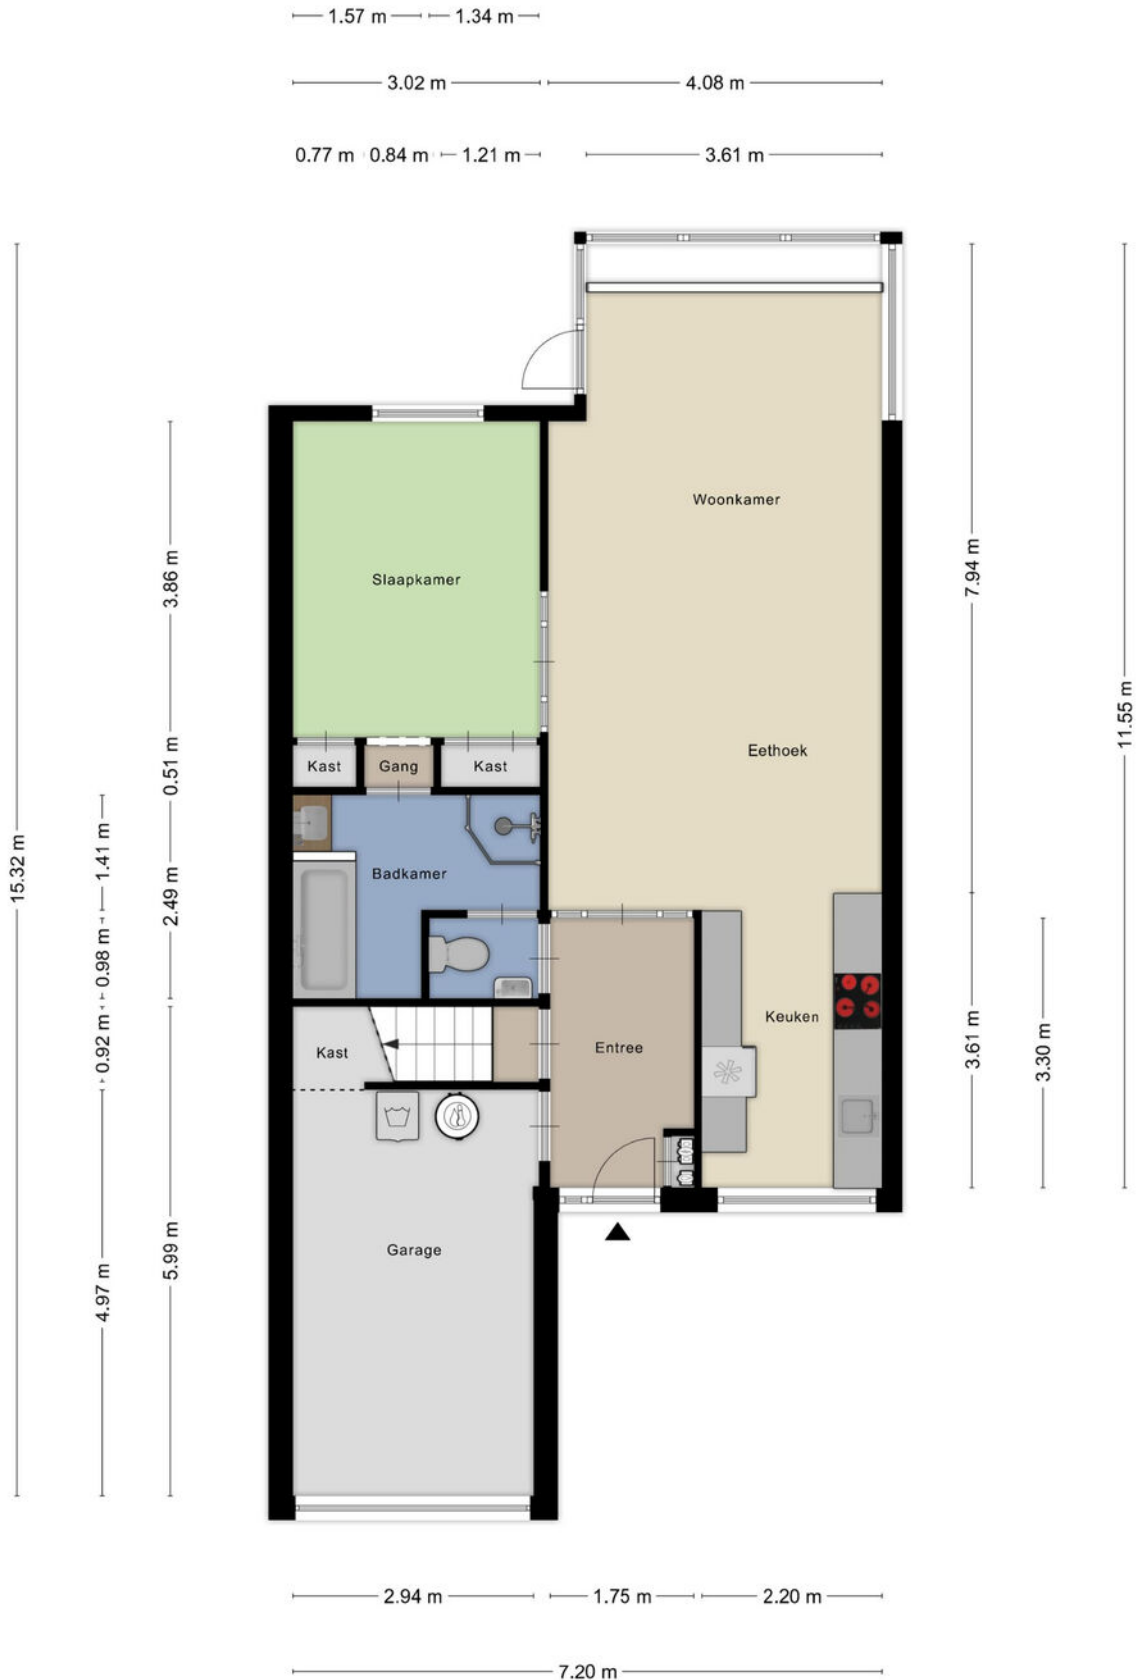 1.57 m 1.34 m
3.02 m 4.08 m
0.77 m 0.84 m 1.21 m 3.61 m
Woonkamer
Slaapkamer
3.86 m
7.94 m
11.55 m
Eethoek
Kast Gang Kast
0.51 m
15.32 m
1.41 m
2.49 m
Badkamer
0.98 m
0.92 m
Kast
Entree
Keuken
3.61 m
3.30 m
Garage
5.99 m
4.97 m
2.94 m 1.75 m 2.20 m
7.20 m